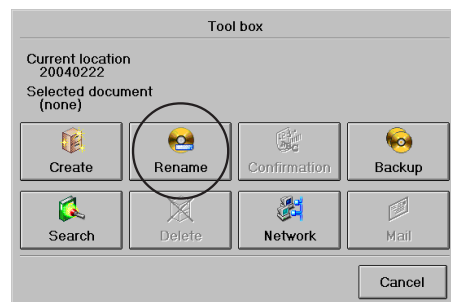 Tool box
Current location
20040222
Selected document
(none)
Create Rename Confirmation Backup
Search Delete Network Mail
Cancel